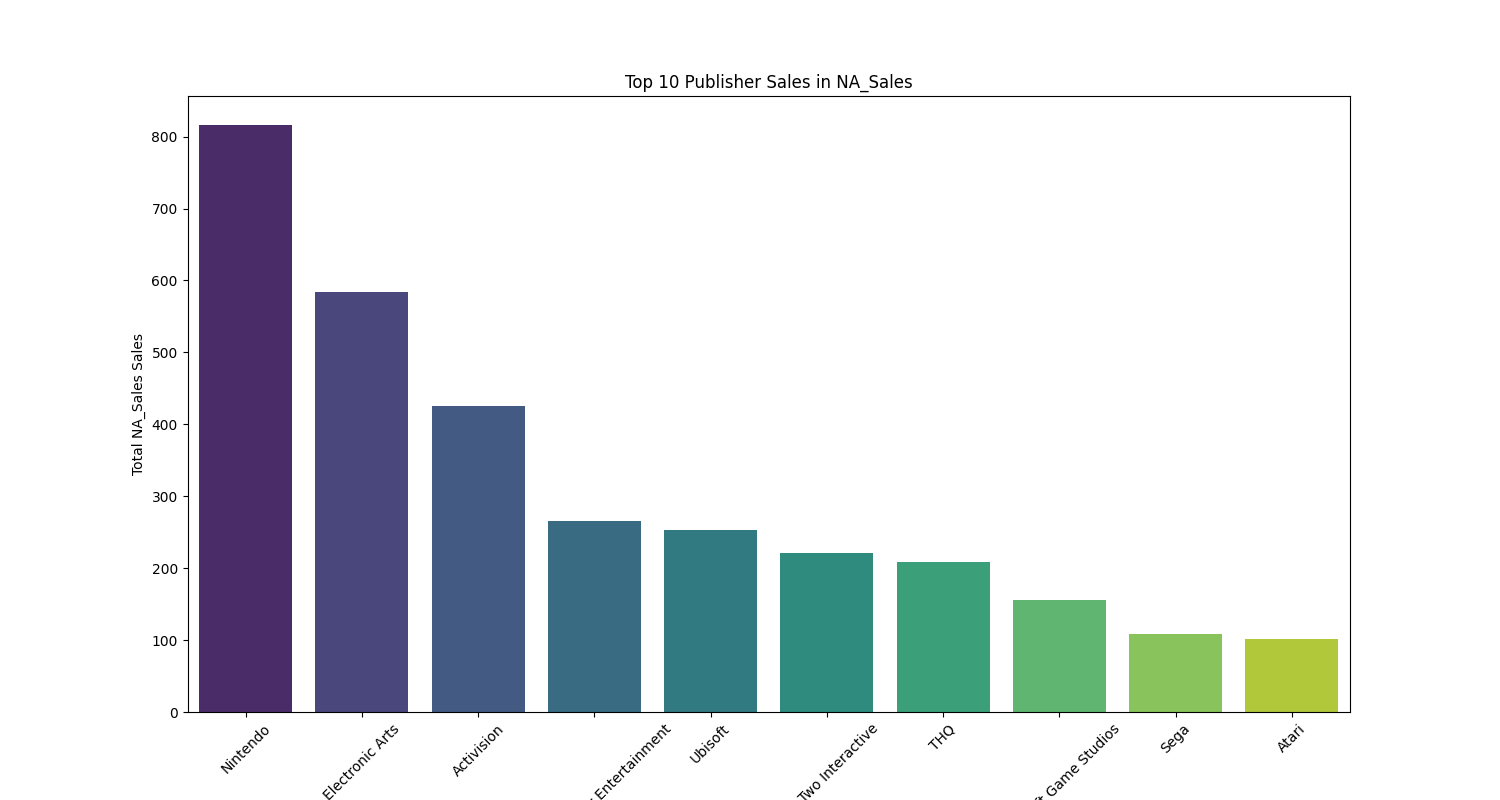 Top 10 Publisher Sales in NA_Sales
Total NA_Sales Sales
800
700
600
500
400
300
200
100
0
Nintendo
Electronic Arts
Activision
Entertainment
Ubisoft
Two Interactive
THQ
Game Studios
Sega
Atari